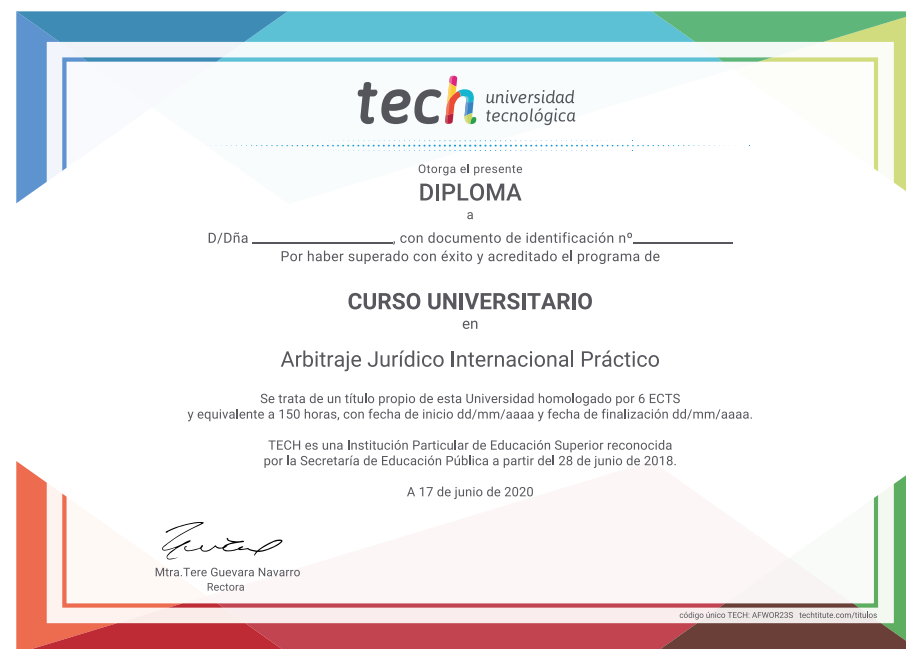 tech universidad
tecnológica
Otorga el presente
DIPLOMA
a
D/Dña ________________, con documento de identificación nº____________
Por haber superado con éxito y acreditado el programa de
CURSO UNIVERSITARIO
en
Arbitraje Jurídico Internacional Práctico
Se trata de un título propio de esta Universidad homologado por 6 ECTS
y equivalente a 150 horas, con fecha de inicio dd/mm/aaaa y fecha de finalización dd/mm/aaaa.
TECH es una Institución Particular de Educación Superior reconocida
por la Secretaría de Educación Pública a partir del 28 de junio de 2018.
A 17 de junio de 2020
Mtra.Tere Guevara Navarro
Rectora
código único TECH: AFWOR23S techtitute.com/titulos